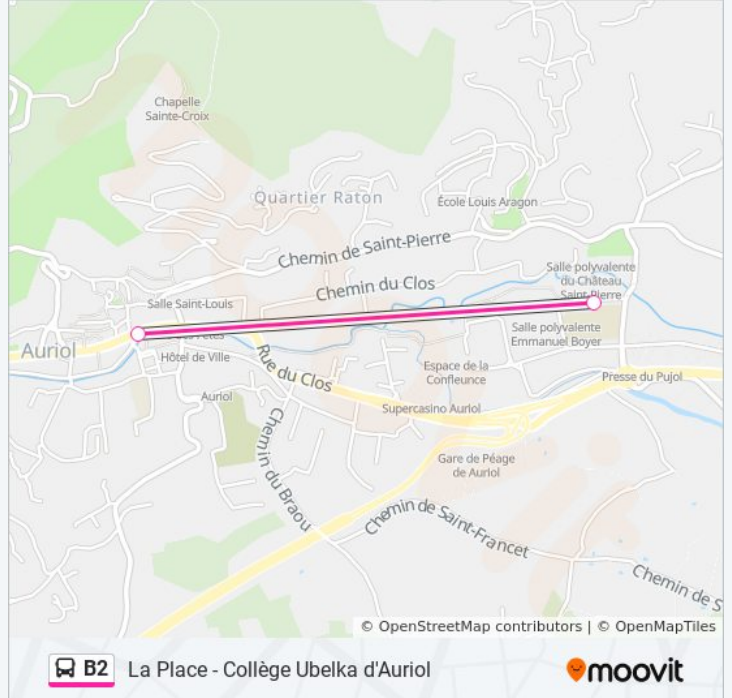 Chapelle
Sainte-Croix
Quartier Raton
École Louis Aragon
Chemin de Saint-Pierre
Salle polyvalente
du Château
Saint-Pierre
Chemin du Clos
Salle Saint-Louis
Salle polyvalente
Emmanuel Boyer
Auriol
Hôtel de Ville
Rue du Clos
Espace de la
Confleunce
Presse du Pujol
Auriol
Supercasino Auriol
Chemin du Braou
Gare de Péage
de Auriol
Chemin de Saint-Francet
Chemin de S
© OpenStreetMap contributors | © OpenMapTiles
B2 La Place - Collège Ubelka d'Auriol
moovit